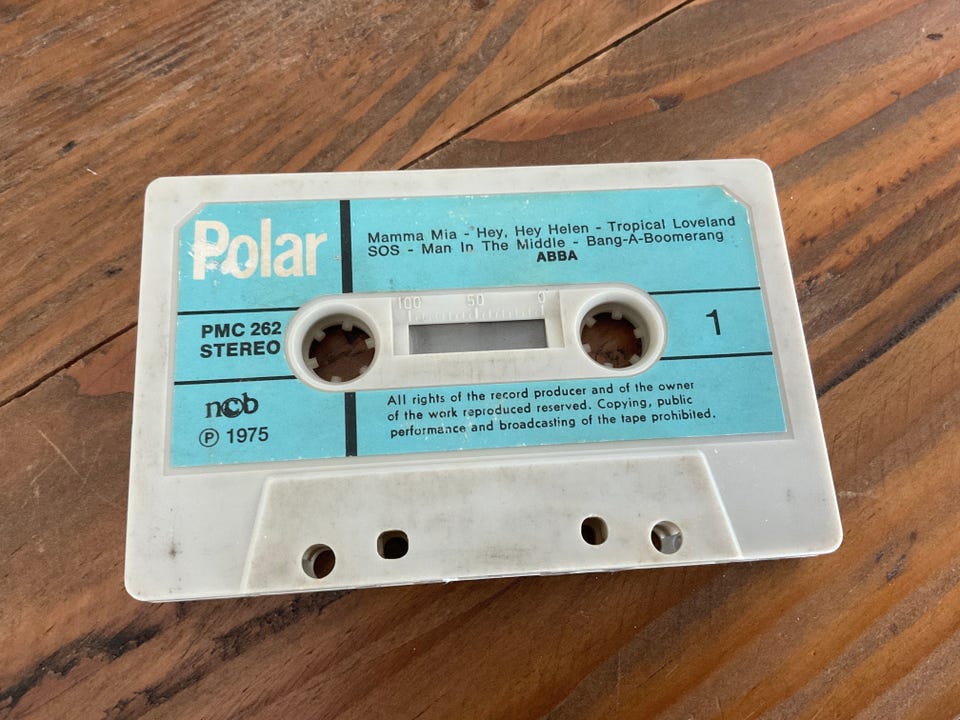 Polar
Mamma Mia - Hey, Hey Helen - Tropical Loveland
SOS - Man In The Middle - Bang-A-Boomerang
ABBA
100 50 0
PMC 262
STEREO
1
ncb
Ⓟ 1975
All rights of the record producer and of the owner
of the work reproduced reserved. Copying, public
performance and broadcasting of the tape prohibited.